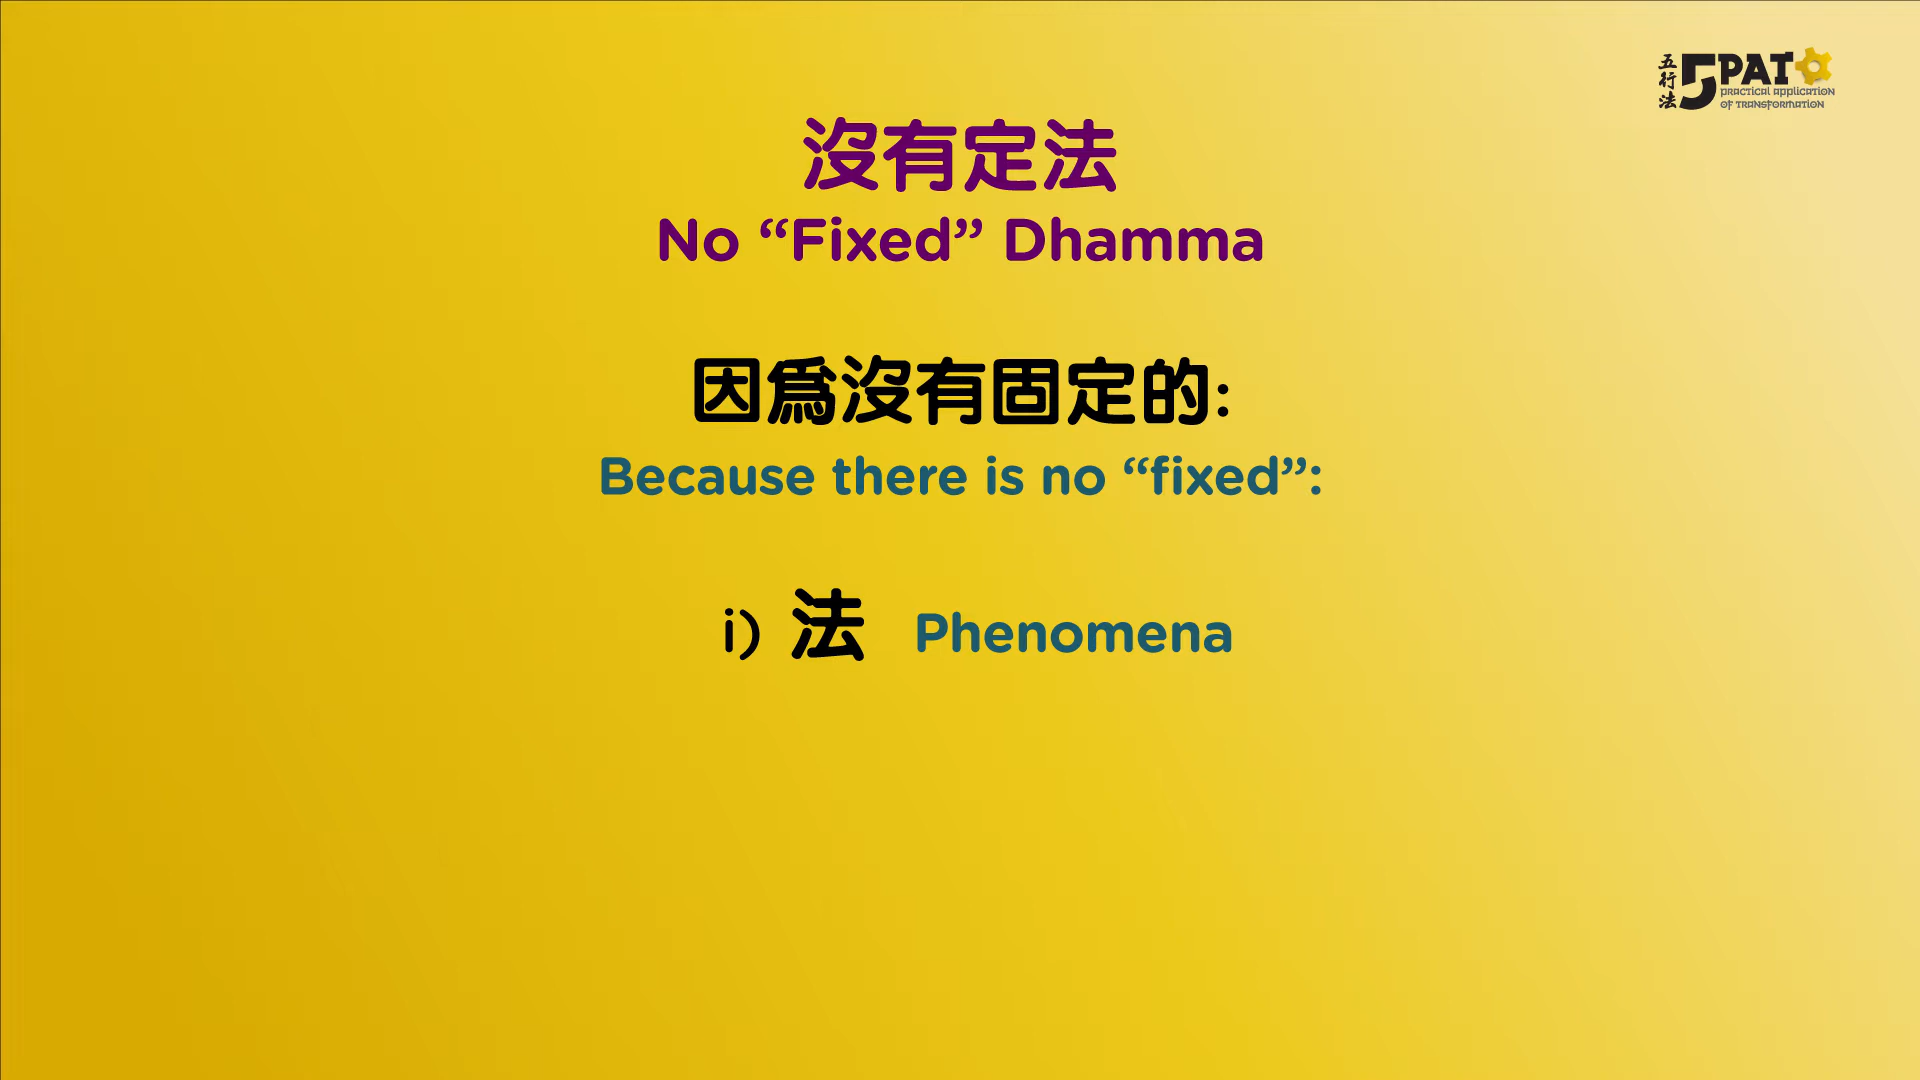 五行法
5PAT
PRACTICAL APPLICATION
OF TRANSFORMATION
沒有定法
No “Fixed” Dhamma
因爲沒有固定的:
Because there is no “fixed”:
i) 法 Phenomena